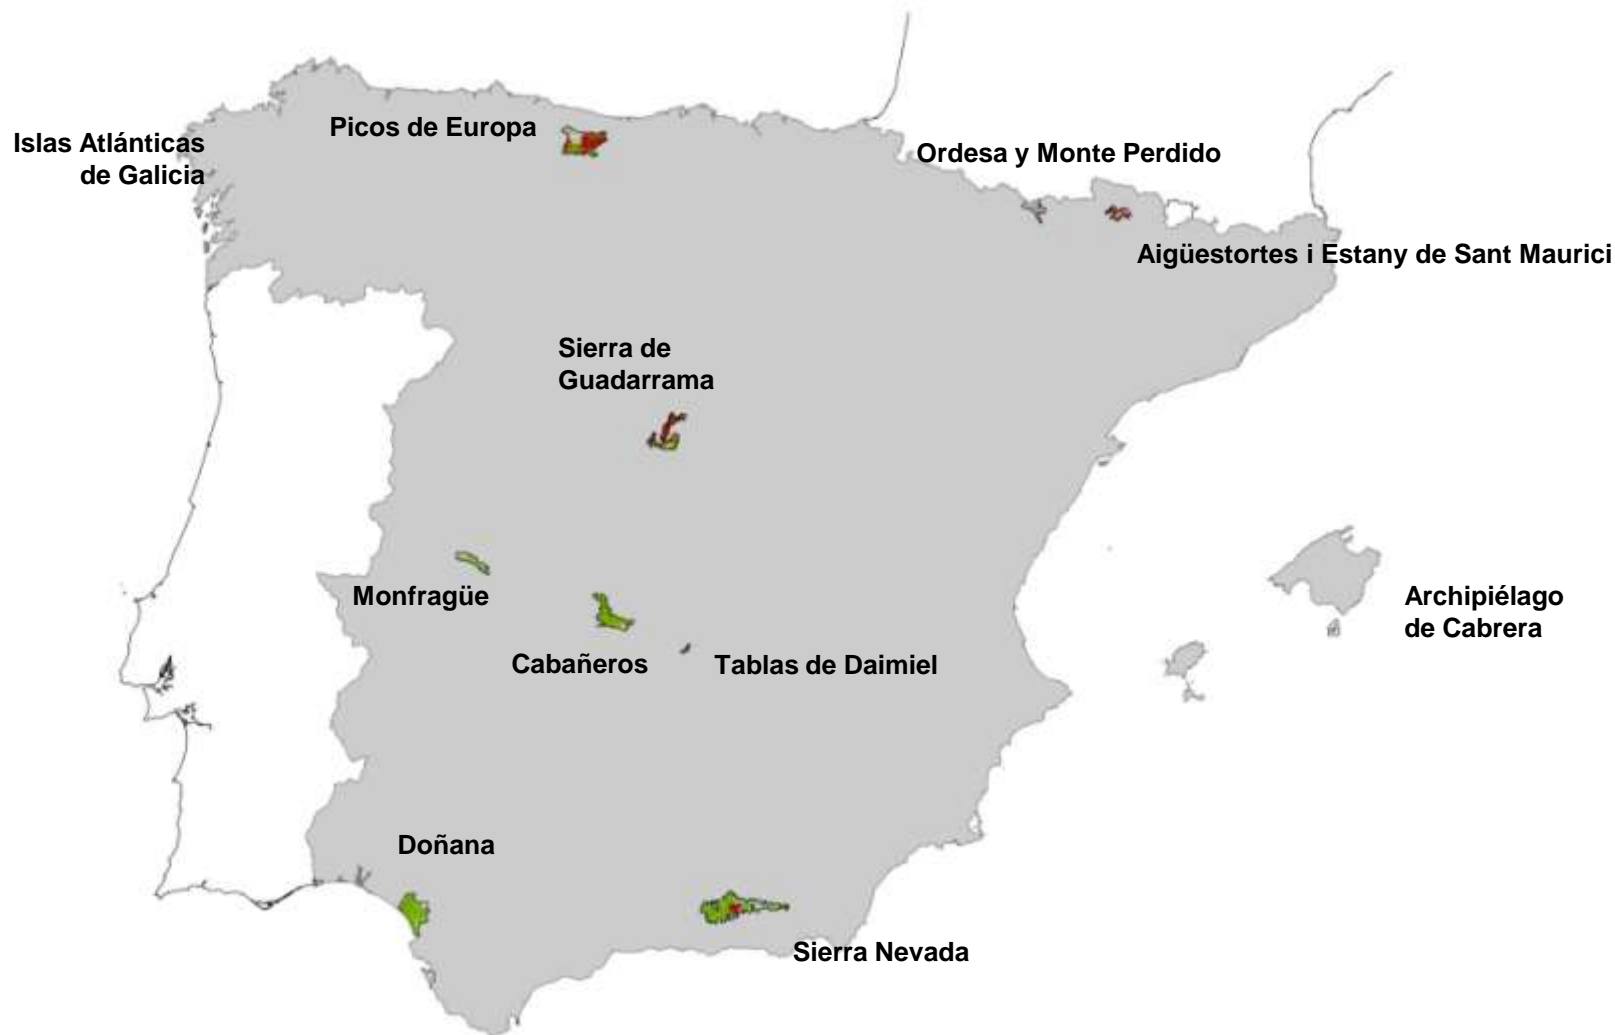 Picos de Europa
Islas Atlánticas
de Galicia
Ordesa y Monte Perdido
Aigüestortes i Estany de Sant Maurici
Sierra de
Guadarrama
Monfragüe
Archipiélago
de Cabrera
Cabañeros
Tablas de Daimiel
Doñana
Sierra Nevada